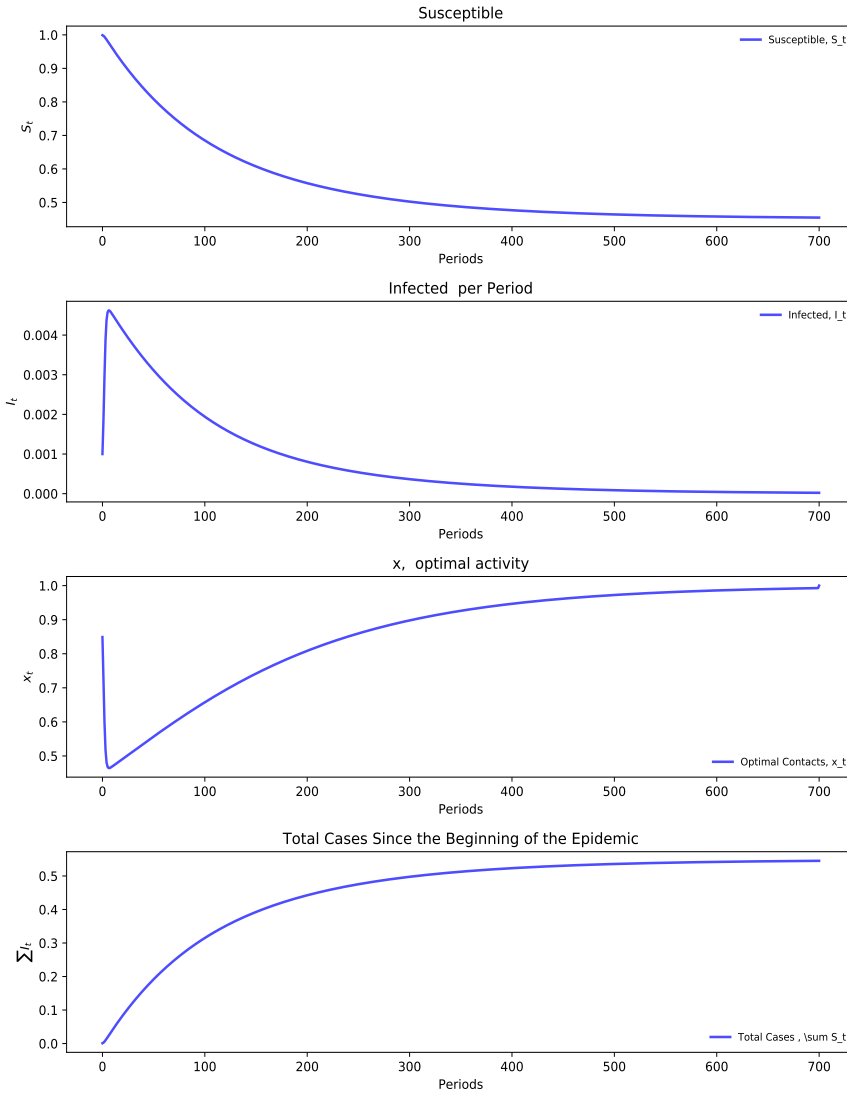 Susceptible
Susceptible, S_t
1.0
0.9
0.8
0.7
0.6
0.5
S_t
0 100 200 300 400 500 600 700
Periods
Infected  per Period
Infected, I_t
0.004
0.003
0.002
0.001
0.000
I_t
0 100 200 300 400 500 600 700
Periods
x,  optimal activity
1.0
0.9
0.8
0.7
0.6
0.5
x_t
Optimal Contacts, x_t
0 100 200 300 400 500 600 700
Periods
Total Cases Since the Beginning of the Epidemic
0.5
0.4
0.3
0.2
0.1
0.0
∑I_t
Total Cases , \sum S_t
0 100 200 300 400 500 600 700
Periods